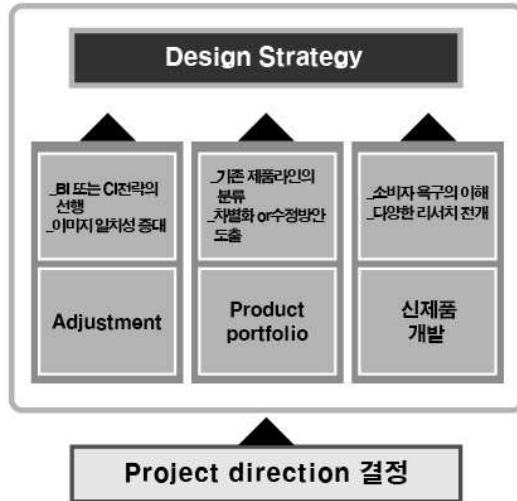 Design Strategy
_BI 또는 CI전략의
선행
_이미지 일치성 증대
_기존 제품라인의
분류
_차별화 or수정방안
도출
_소비자 욕구의 이해
_다양한 리서치 전개
Adjustment
Product
portfolio
신제품
개발
Project direction 결정